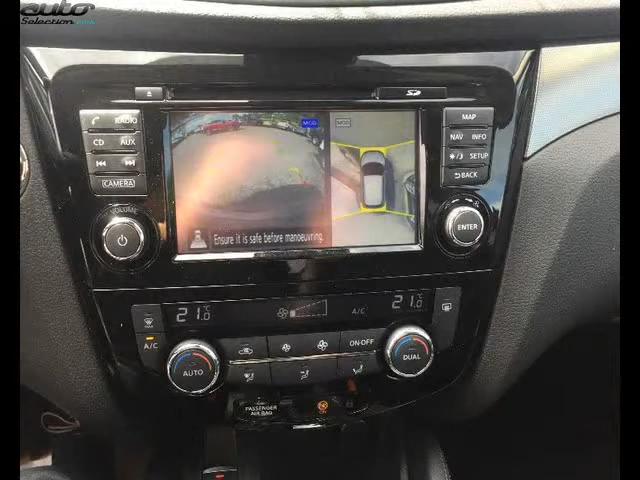 auto
Selection.com
RADIO
CD AUX
CAMERA
VOLUME
MOD
MOD
Ensure it is safe before manoeuvring.
MAP
NAV INFO
SETUP
BACK
ENTER
21.0 °C
A/C
21.0
A/C
AUTO
ON·OFF
DUAL
PASSENGER
AIR BAG